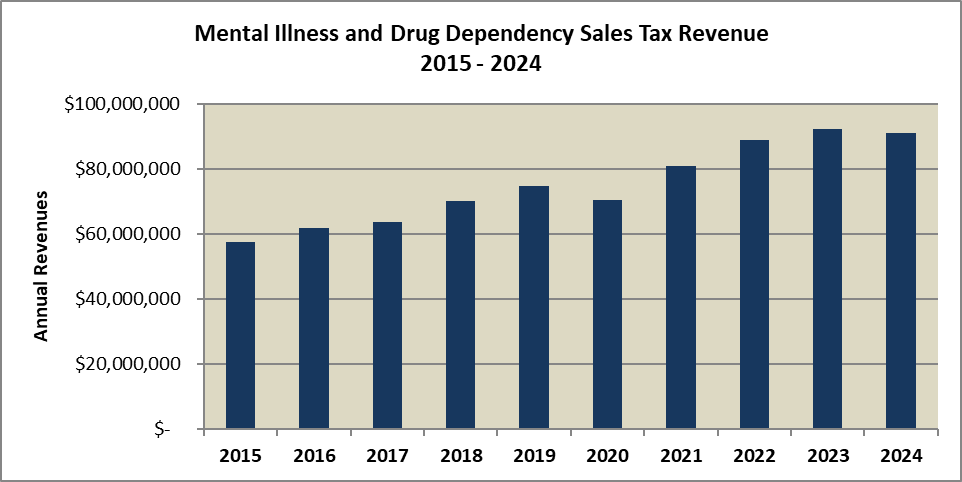 Mental Illness and Drug Dependency Sales Tax Revenue
2015 - 2024
$100,000,000
$80,000,000
$60,000,000
$40,000,000
$20,000,000
$-
Annual Revenues
2015 2016 2017 2018 2019 2020 2021 2022 2023 2024